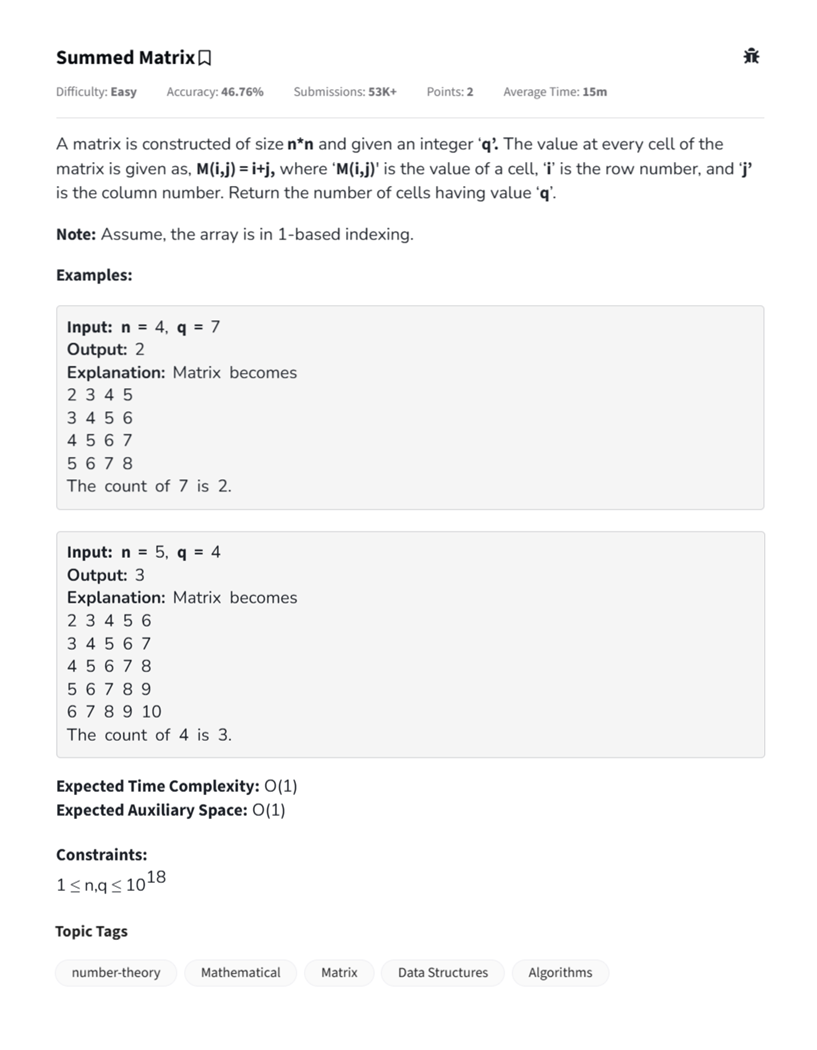 Summed Matrix
Difficulty: Easy Accuracy: 46.76% Submissions: 53K+ Points: 2 Average Time: 15m
A matrix is constructed of size n*n and given an integer ‘q’. The value at every cell of the
matrix is given as, M(i,j) = i+j, where ‘M(i,j)' is the value of a cell, ‘i’ is the row number, and ‘j’
is the column number. Return the number of cells having value ‘q’.
Note: Assume, the array is in 1-based indexing.
Examples:
Input: n = 4, q = 7
Output: 2
Explanation: Matrix becomes
2 3 4 5
3 4 5 6
4 5 6 7
5 6 7 8
The count of 7 is 2.
Input: n = 5, q = 4
Output: 3
Explanation: Matrix becomes
2 3 4 5 6
3 4 5 6 7
4 5 6 7 8
5 6 7 8 9
6 7 8 9 10
The count of 4 is 3.
Expected Time Complexity: O(1)
Expected Auxiliary Space: O(1)
Constraints:
1 ≤ n,q ≤ 10^18
Topic Tags
number-theory Mathematical Matrix Data Structures Algorithms